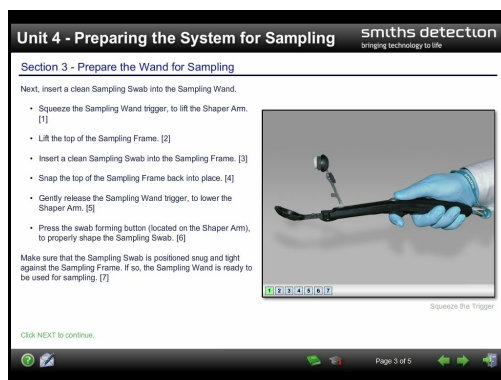 Unit 4 - Preparing the System for Sampling
smiths detection
bringing technology to life
Section 3 - Prepare the Wand for Sampling
Next, insert a clean Sampling Swab into the Sampling Wand.
• Squeeze the Sampling Wand trigger, to lift the Shaper Arm.
[1]
• Lift the top of the Sampling Frame. [2]
• Insert a clean Sampling Swab into the Sampling Frame. [3]
• Snap the top of the Sampling Frame back into place. [4]
• Gently release the Sampling Wand trigger, to lower the
Shaper Arm. [5]
• Press the swab forming button (located on the Shaper Arm),
to properly shape the Sampling Swab. [6]
Make sure that the Sampling Swab is positioned snug and tight
against the Sampling Frame. If so, the Sampling Wand is ready to
be used for sampling. [7]
1 2 3 4 5 6 7
Squeeze the Trigger
Click NEXT to continue.
?
Page 3 of 5